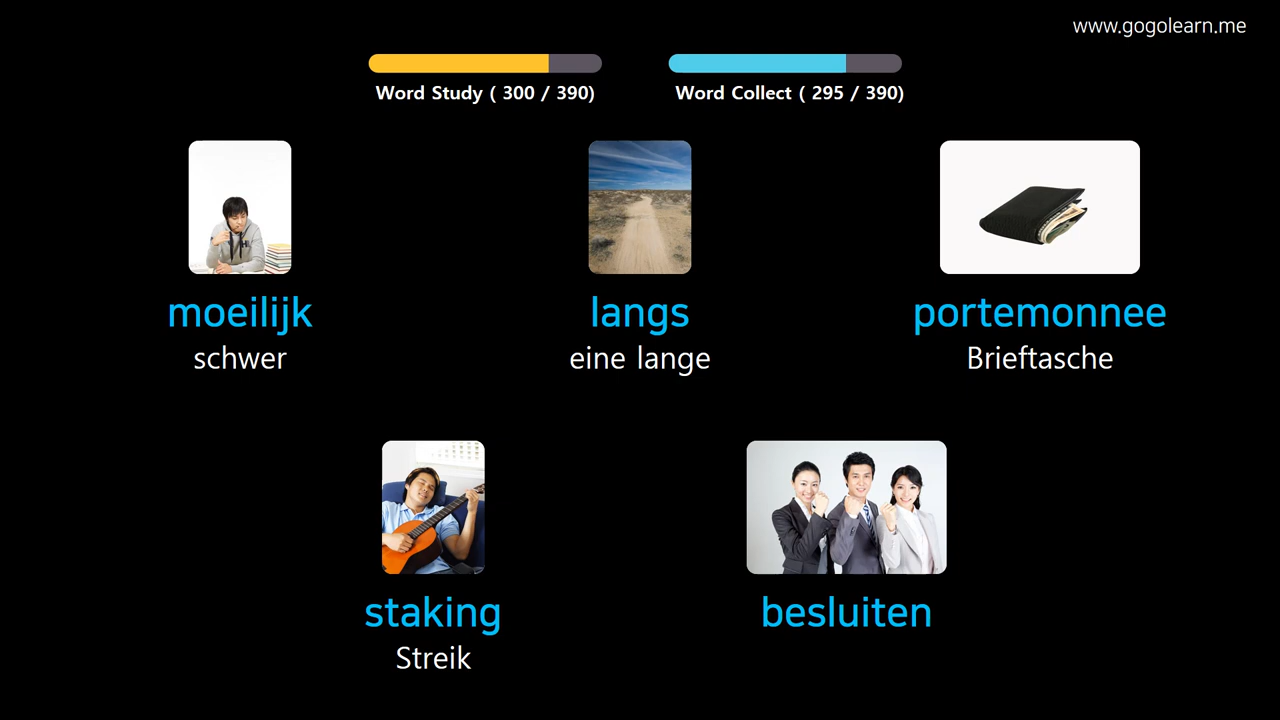 www.gogolearn.me
Word Study ( 300 / 390)
Word Collect ( 295 / 390)
moeilijk
schwer
langs
eine lange
portemonnee
Brieftasche
staking
Streik
besluiten